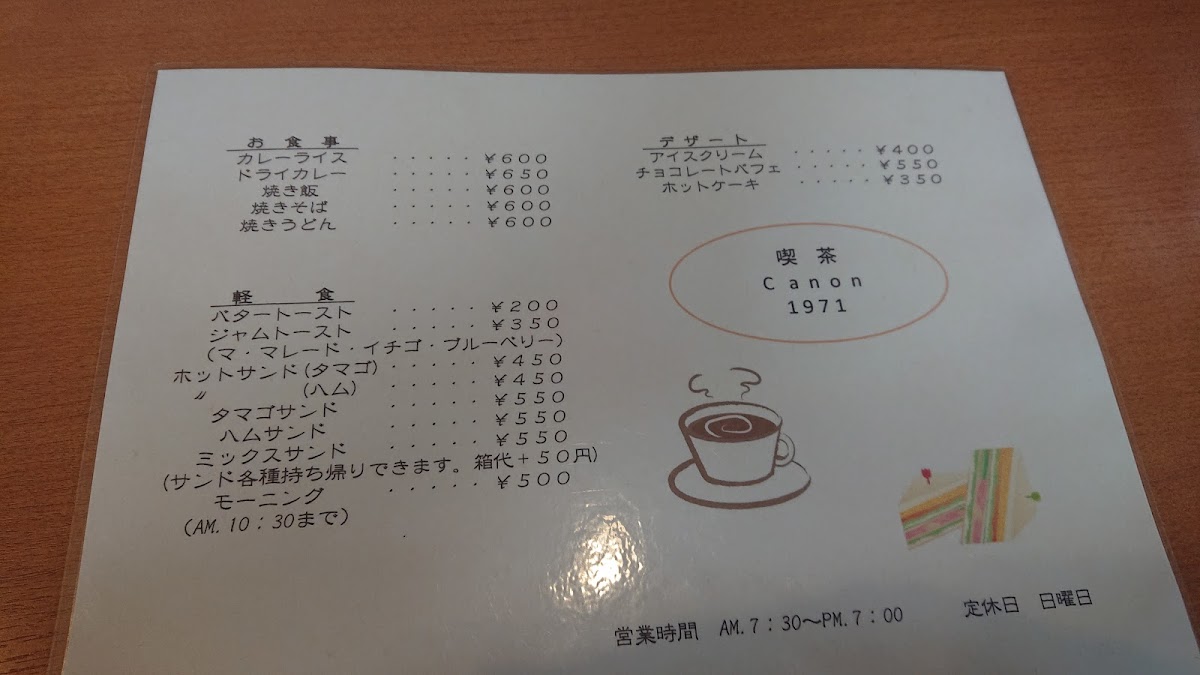 お 食 事
カレーライス ・・・・・ ￥６００
ドライカレー ・・・・・ ￥６５０
焼き飯 ・・・・・ ￥６００
焼きそば ・・・・・ ￥６００
焼きうどん ・・・・・ ￥６００
軽 食
バタートースト ・・・・・ ￥２００
ジャムトースト ・・・・・ ￥３５０
(マ・マレード・イチゴ・ブルーベリー)
ホットサンド(タマゴ) ・・・・・ ￥４５０
〃 (ハム) ・・・・・ ￥４５０
タマゴサンド ・・・・・ ￥５５０
ハムサンド ・・・・・ ￥５５０
ミックスサンド ・・・・・ ￥５５０
(サンド各種持ち帰りできます。箱代＋５０円)
モーニング ・・・・・ ￥５００
(AM.10：30まで)
デザート
アイスクリーム ・・・・・ ￥４００
チョコレートパフェ ・・・・・ ￥５５０
ホットケーキ ・・・・・ ￥３５０
喫 茶
Canon
1971
営業時間 AM.7：30～PM.7：00 定休日 日曜日